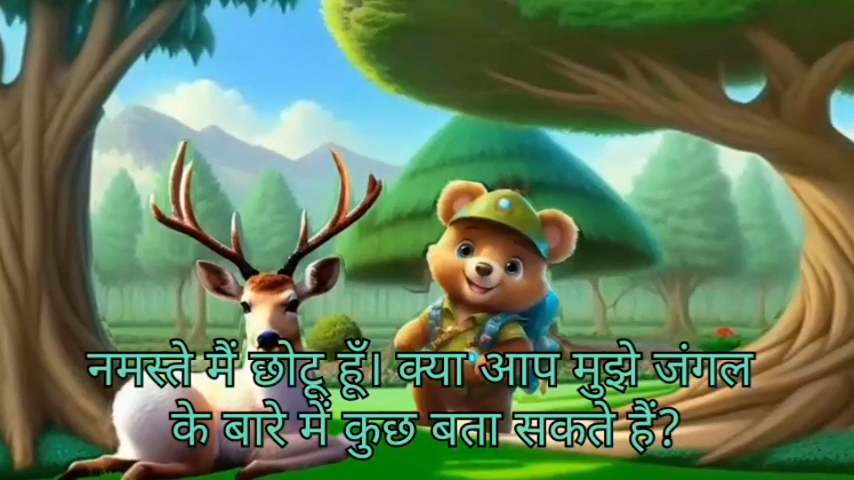 नमस्ते मैं छोटू हूँ। क्या आप मुझे जंगल
के बारे में कुछ बता सकते हैं?